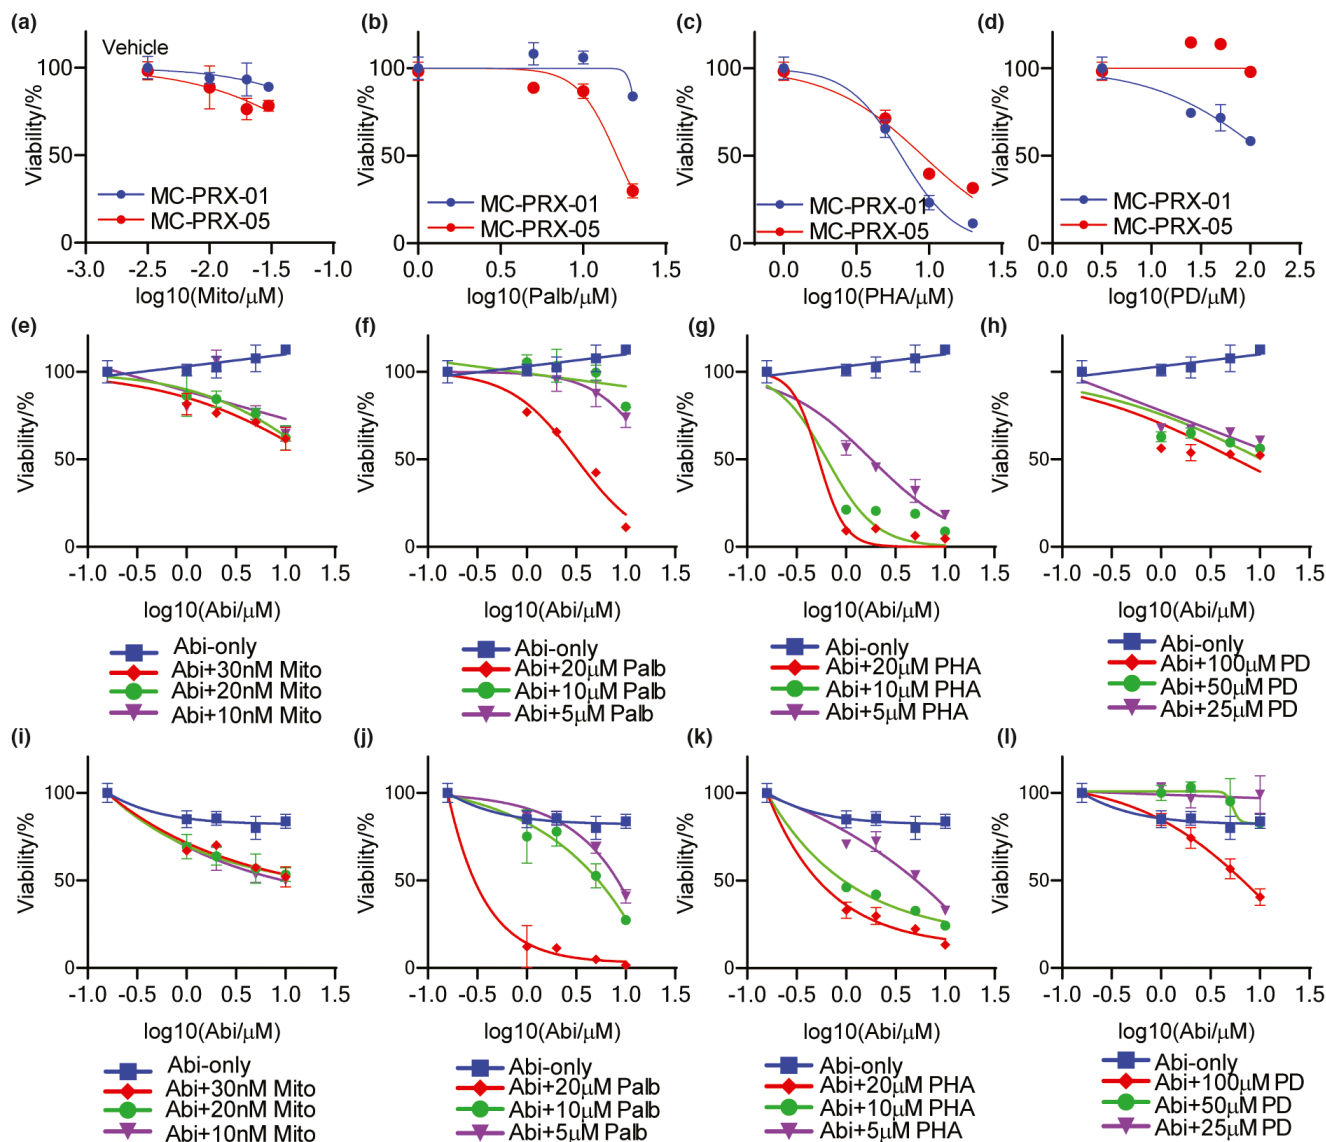 (a)
(b)
(c)
(d)
Vehicle
100
50
0
Viability/%
-3.0 -2.5 -2.0 -1.5 -1.0
log10(Mito/μM)
MC-PRX-01
MC-PRX-05
100
50
0
Viability/%
0.0 0.5 1.0 1.5
log10(Palb/μM)
MC-PRX-01
MC-PRX-05
100
50
0
Viability/%
0.0 0.5 1.0 1.5
log10(PHA/μM)
MC-PRX-01
MC-PRX-05
100
50
0
Viability/%
0.0 0.5 1.0 1.5 2.0 2.5
log10(PD/μM)
MC-PRX-01
MC-PRX-05
(e)
(f)
(g)
(h)
100
50
0
Viability/%
-1.0 -0.5 0.0 0.5 1.0 1.5
log10(Abi/μM)
Abi-only
Abi+30nM Mito
Abi+20nM Mito
Abi+10nM Mito
100
50
0
Viability/%
-1.0 -0.5 0.0 0.5 1.0 1.5
log10(Abi/μM)
Abi-only
Abi+20μM Palb
Abi+10μM Palb
Abi+5μM Palb
100
50
0
Viability/%
-1.0 -0.5 0.0 0.5 1.0 1.5
log10(Abi/μM)
Abi-only
Abi+20μM PHA
Abi+10μM PHA
Abi+5μM PHA
100
50
0
Viability/%
-1.0 -0.5 0.0 0.5 1.0 1.5
log10(Abi/μM)
Abi-only
Abi+100μM PD
Abi+50μM PD
Abi+25μM PD
(i)
(j)
(k)
(l)
100
50
0
Viability/%
-1.0 -0.5 0.0 0.5 1.0 1.5
log10(Abi/μM)
Abi-only
Abi+30nM Mito
Abi+20nM Mito
Abi+10nM Mito
100
50
0
Viability/%
-1.0 -0.5 0.0 0.5 1.0 1.5
log10(Abi/μM)
Abi-only
Abi+20μM Palb
Abi+10μM Palb
Abi+5μM Palb
100
50
0
Viability/%
-1.0 -0.5 0.0 0.5 1.0 1.5
log10(Abi/μM)
Abi-only
Abi+20μM PHA
Abi+10μM PHA
Abi+5μM PHA
100
50
0
Viability/%
-1.0 -0.5 0.0 0.5 1.0 1.5
log10(Abi/μM)
Abi-only
Abi+100μM PD
Abi+50μM PD
Abi+25μM PD